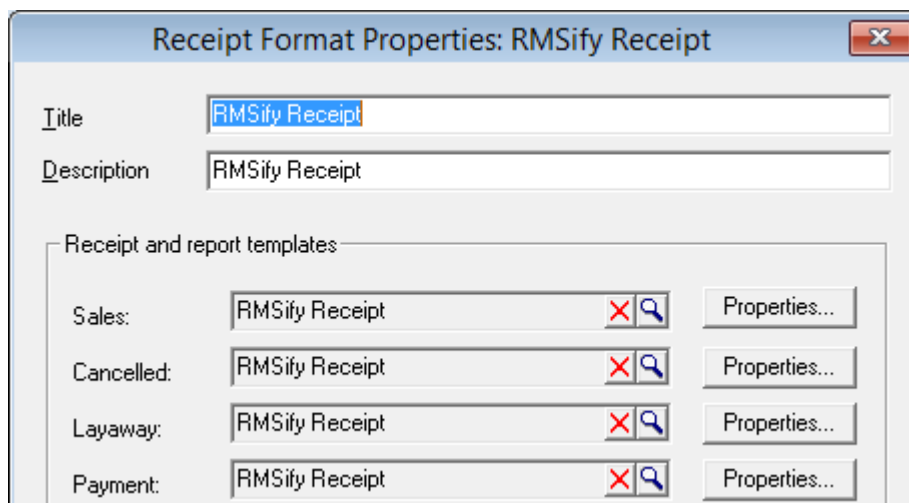 Receipt Format Properties: RMSify Receipt
Title RMSify Receipt
Description RMSify Receipt
Receipt and report templates
Sales: RMSify Receipt Properties...
Cancelled: RMSify Receipt Properties...
Layaway: RMSify Receipt Properties...
Payment: RMSify Receipt Properties...